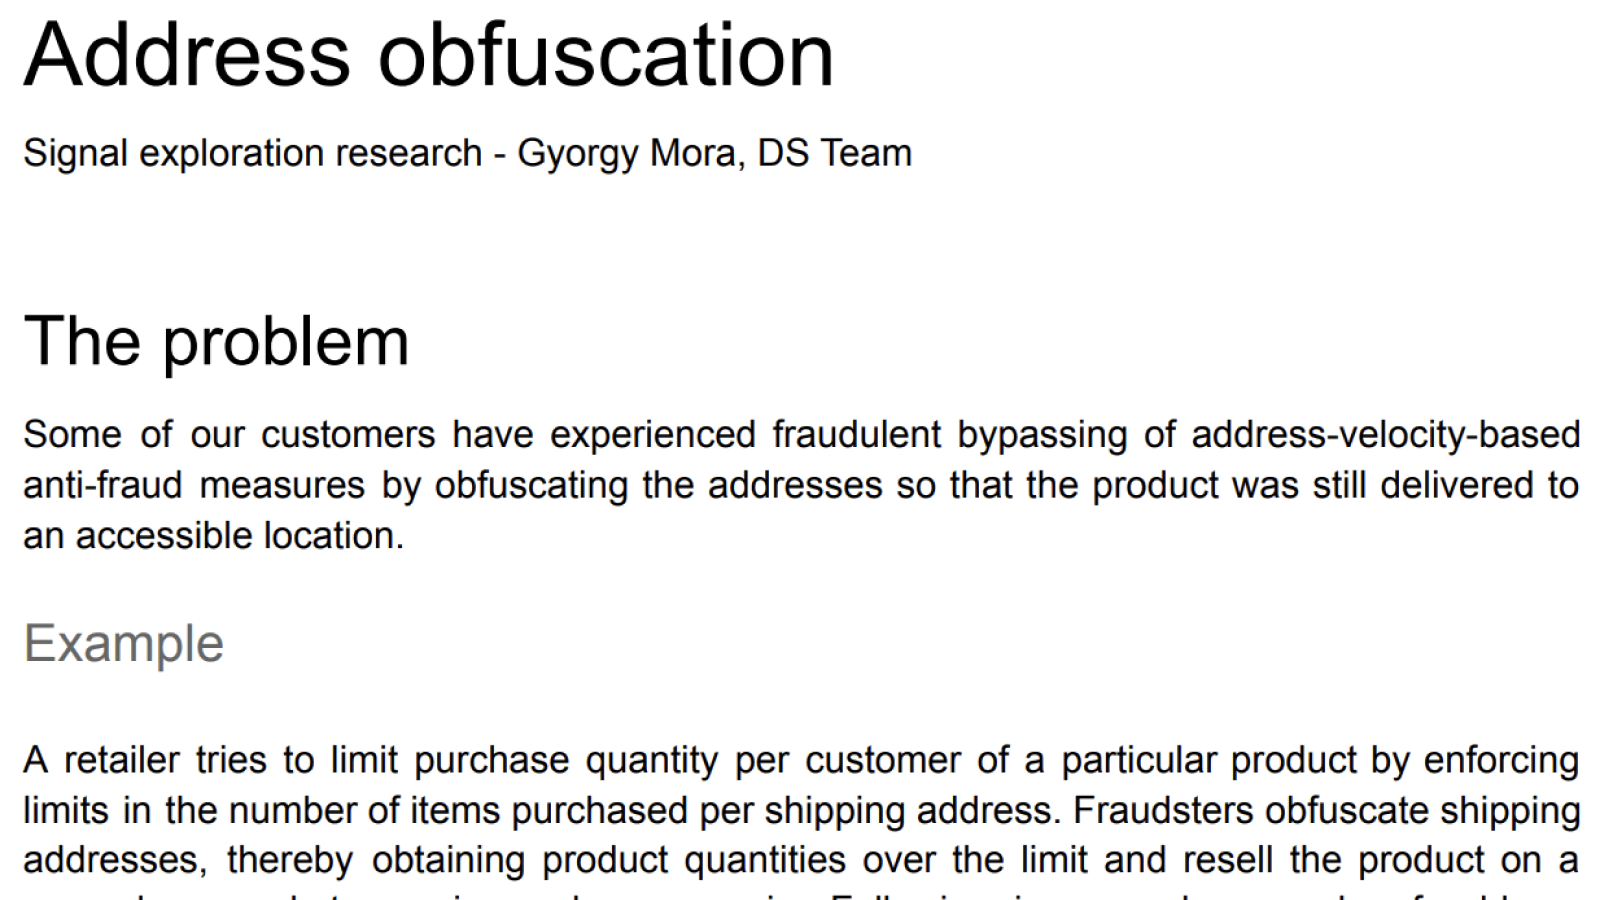 Address obfuscation
Signal exploration research - Gyorgy Mora, DS Team
The problem
Some of our customers have experienced fraudulent bypassing of address-velocity-based
anti-fraud measures by obfuscating the addresses so that the product was still delivered to
an accessible location.
Example
A retailer tries to limit purchase quantity per customer of a particular product by enforcing
limits in the number of items purchased per shipping address. Fraudsters obfuscate shipping
addresses, thereby obtaining product quantities over the limit and resell the product on a